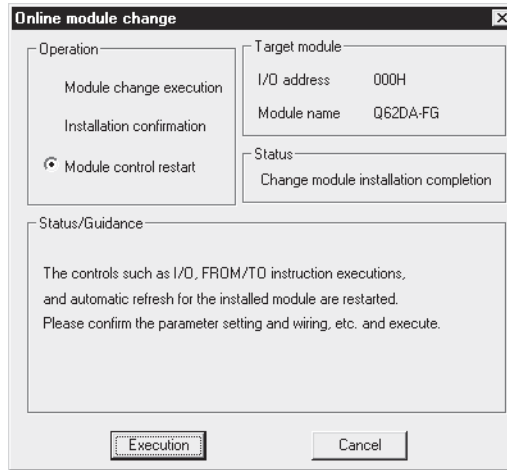 Online module change
Operation
Module change execution
Installation confirmation
Module control restart
Target module
I/O address 000H
Module name Q62DA-FG
Status
Change module installation completion
Status/Guidance
The controls such as I/O, FROM/TO instruction executions,
and automatic refresh for the installed module are restarted.
Please confirm the parameter setting and wiring, etc. and execute.
Execution
Cancel